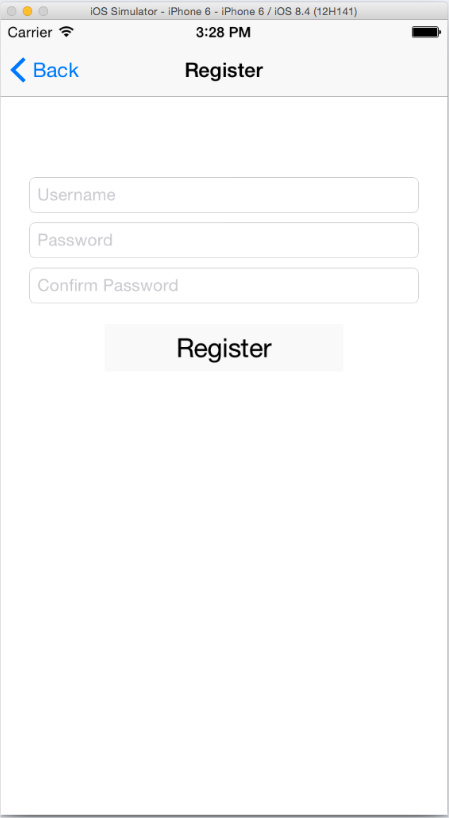 iOS Simulator - iPhone 6 - iPhone 6 / iOS 8.4 (12H141)
Carrier 3:28 PM
Back Register
Username
Password
Confirm Password
Register